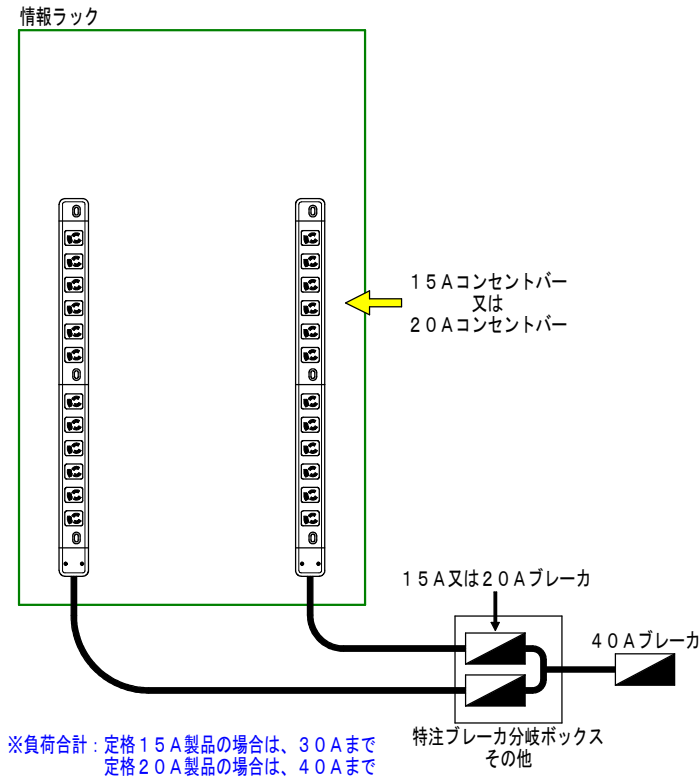 情報ラック
１５Ａコンセントバー
又は
２０Ａコンセントバー
１５Ａ又は２０Ａブレーカ
４０Ａブレーカ
特注ブレーカ分岐ボックス
その他
※負荷合計：定格１５Ａ製品の場合は、３０Ａまで
定格２０Ａ製品の場合は、４０Ａまで